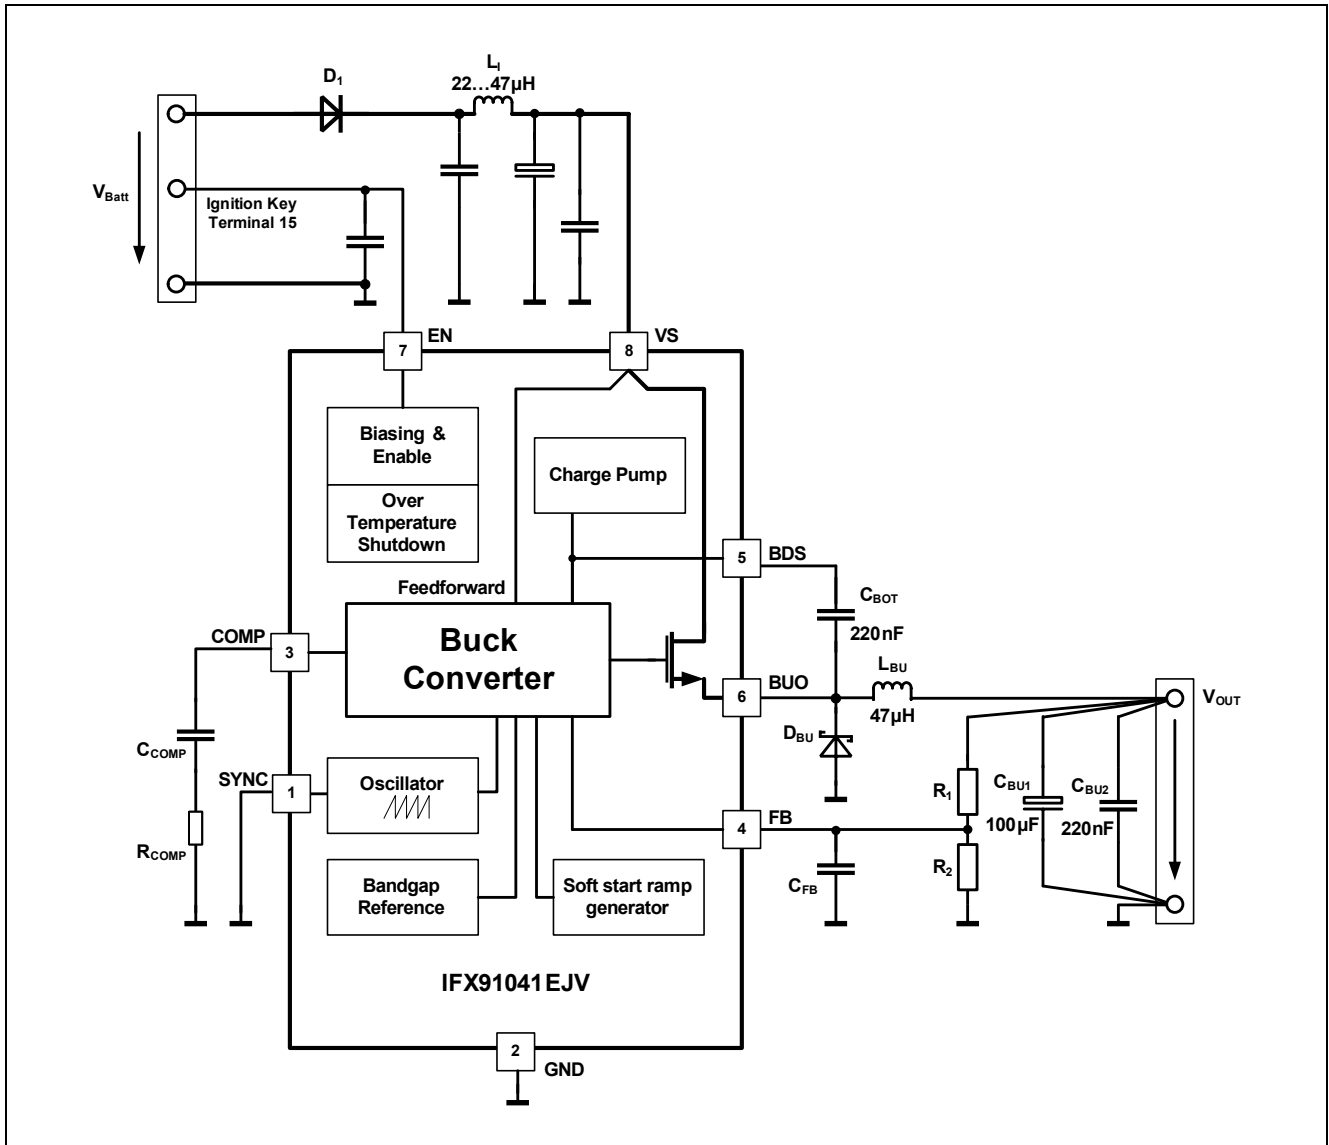 D1
LI
22...47µH
VBatt
Ignition Key
Terminal 15
7
EN
8
VS
Biasing &
Enable
Over
Temperature
Shutdown
Charge Pump
5
BDS
Feedforward
CBOT
220nF
COMP
3
Buck
Converter
6
BUO
LBU
47µH
VOUT
CCOMP
DBU
SYNC
1
Oscillator
R1
CBU1
100µF
CBU2
220nF
RCOMP
4
FB
CFB
R2
Bandgap
Reference
Soft start ramp
generator
IFX91041EJV
2
GND